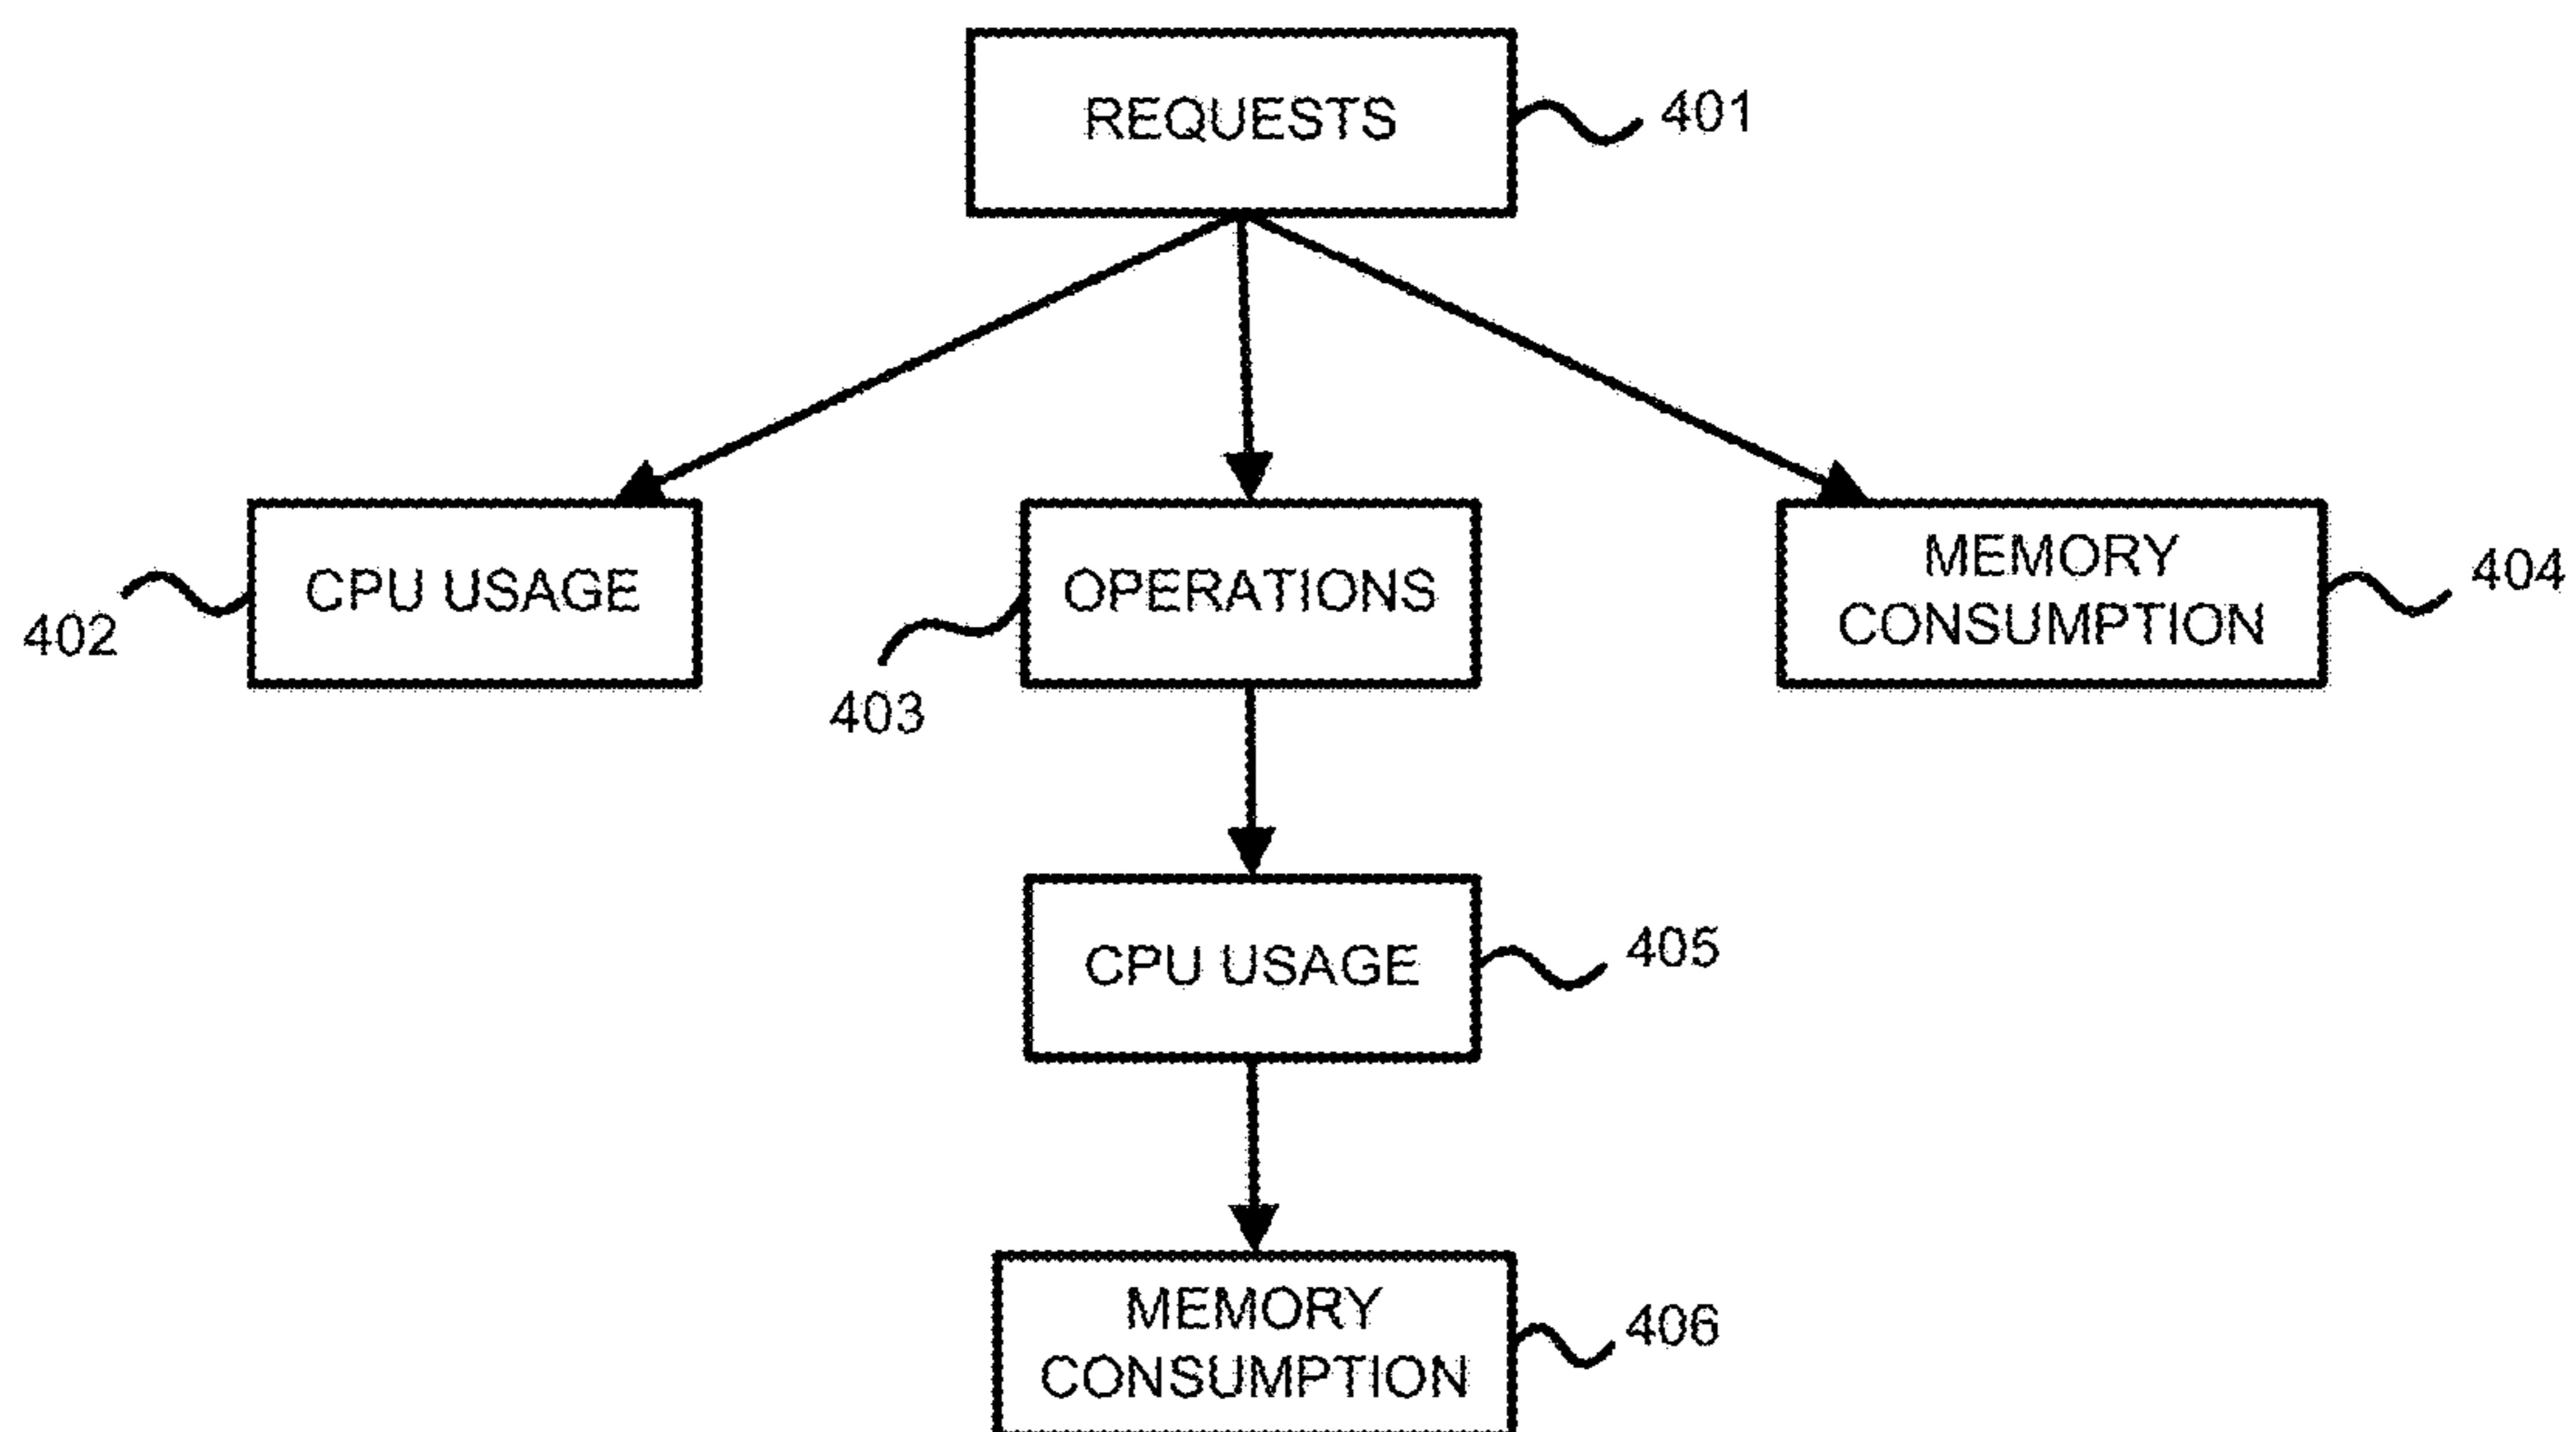 REQUESTS
401
CPU USAGE
402
OPERATIONS
403
MEMORY
CONSUMPTION
404
CPU USAGE
405
MEMORY
CONSUMPTION
406